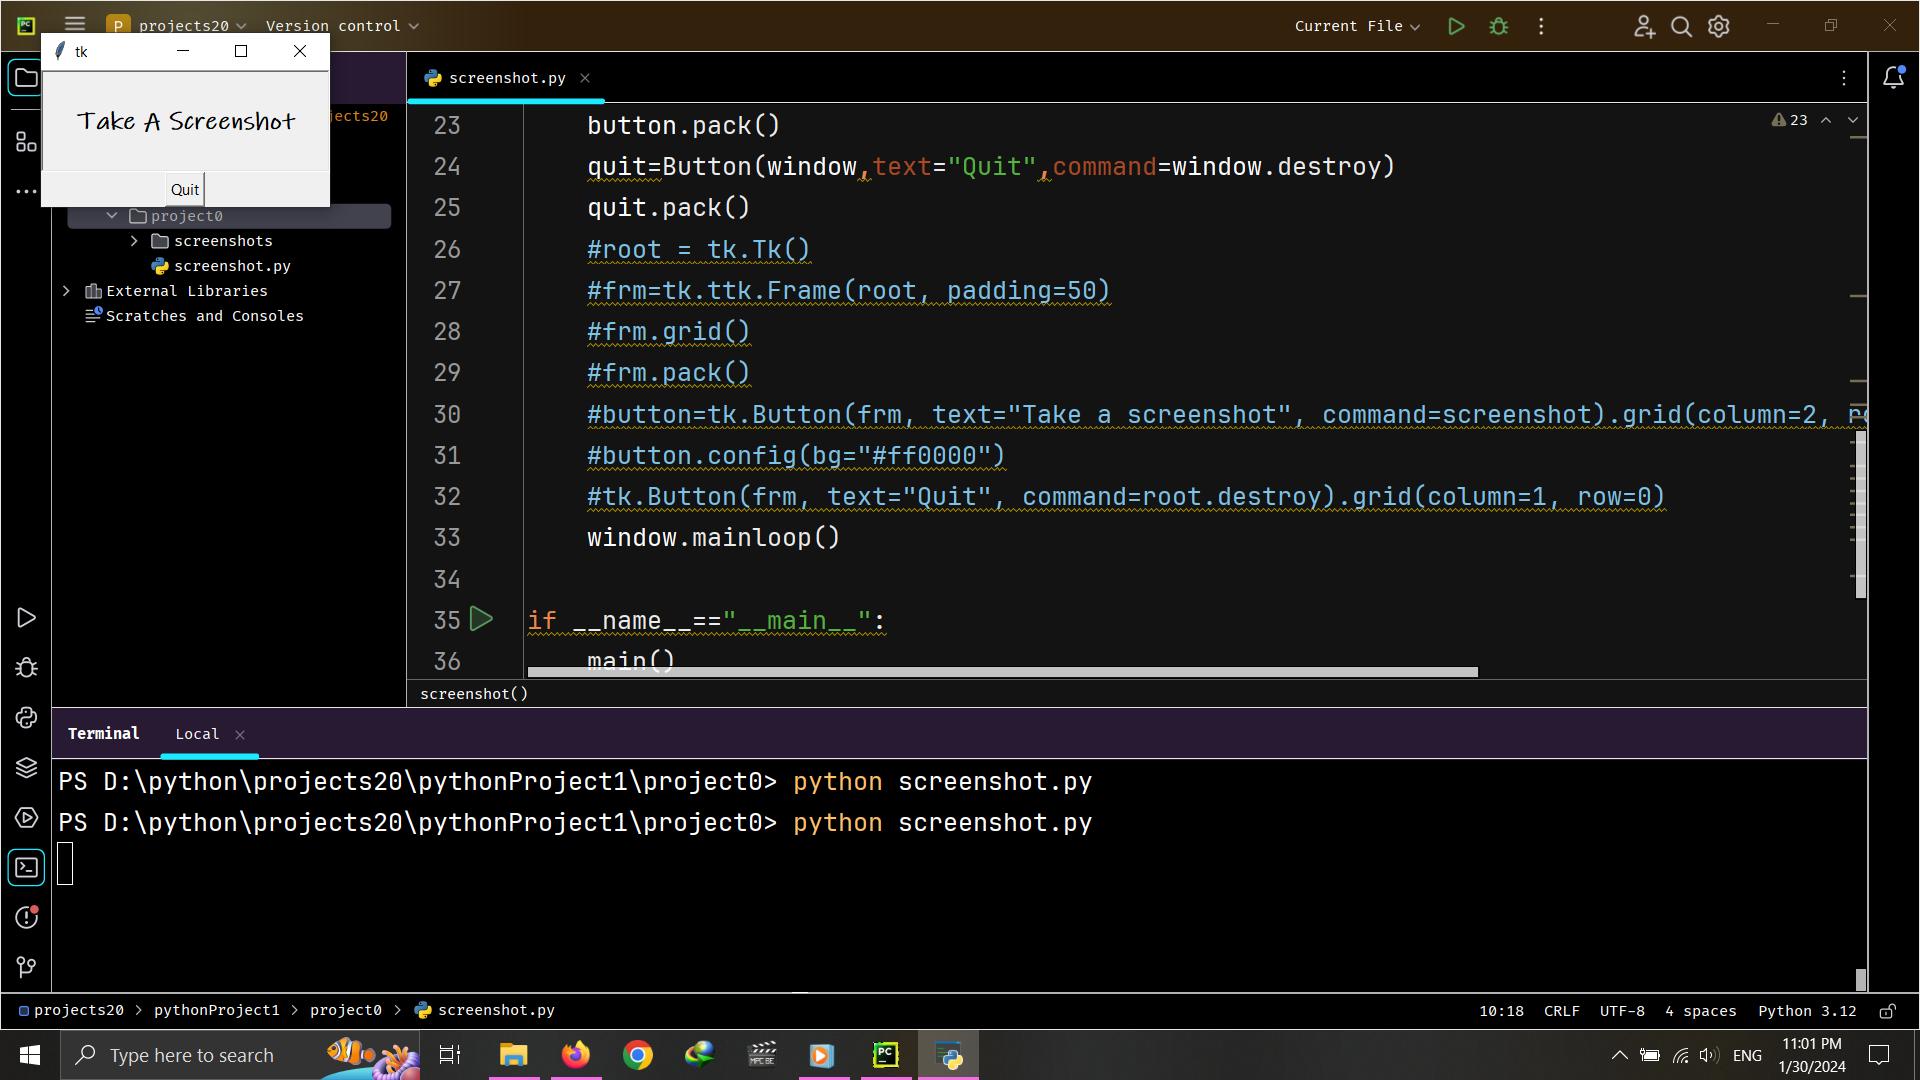 P projects20 Version control Current File
tk
Take A Screenshot
Quit
jects20
project0
screenshots
screenshot.py
External Libraries
Scratches and Consoles
screenshot.py
23
23 button.pack()
24 quit=Button(window,text="Quit",command=window.destroy)
25 quit.pack()
26 #root = tk.Tk()
27 #frm=tk.ttk.Frame(root, padding=50)
28 #frm.grid()
29 #frm.pack()
30 #button=tk.Button(frm, text="Take a screenshot", command=screenshot).grid(column=2, ro
31 #button.config(bg="#ff0000")
32 #tk.Button(frm, text="Quit", command=root.destroy).grid(column=1, row=0)
33 window.mainloop()
34
35 if __name__=="__main__":
36 main()
screenshot()
Terminal Local
PS D:\python\projects20\pythonProject1\project0> python screenshot.py
PS D:\python\projects20\pythonProject1\project0> python screenshot.py
projects20 > pythonProject1 > project0 > screenshot.py 10:18 CRLF UTF-8 4 spaces Python 3.12
Type here to search
MPC BE
PC
ENG
11:01 PM
1/30/2024